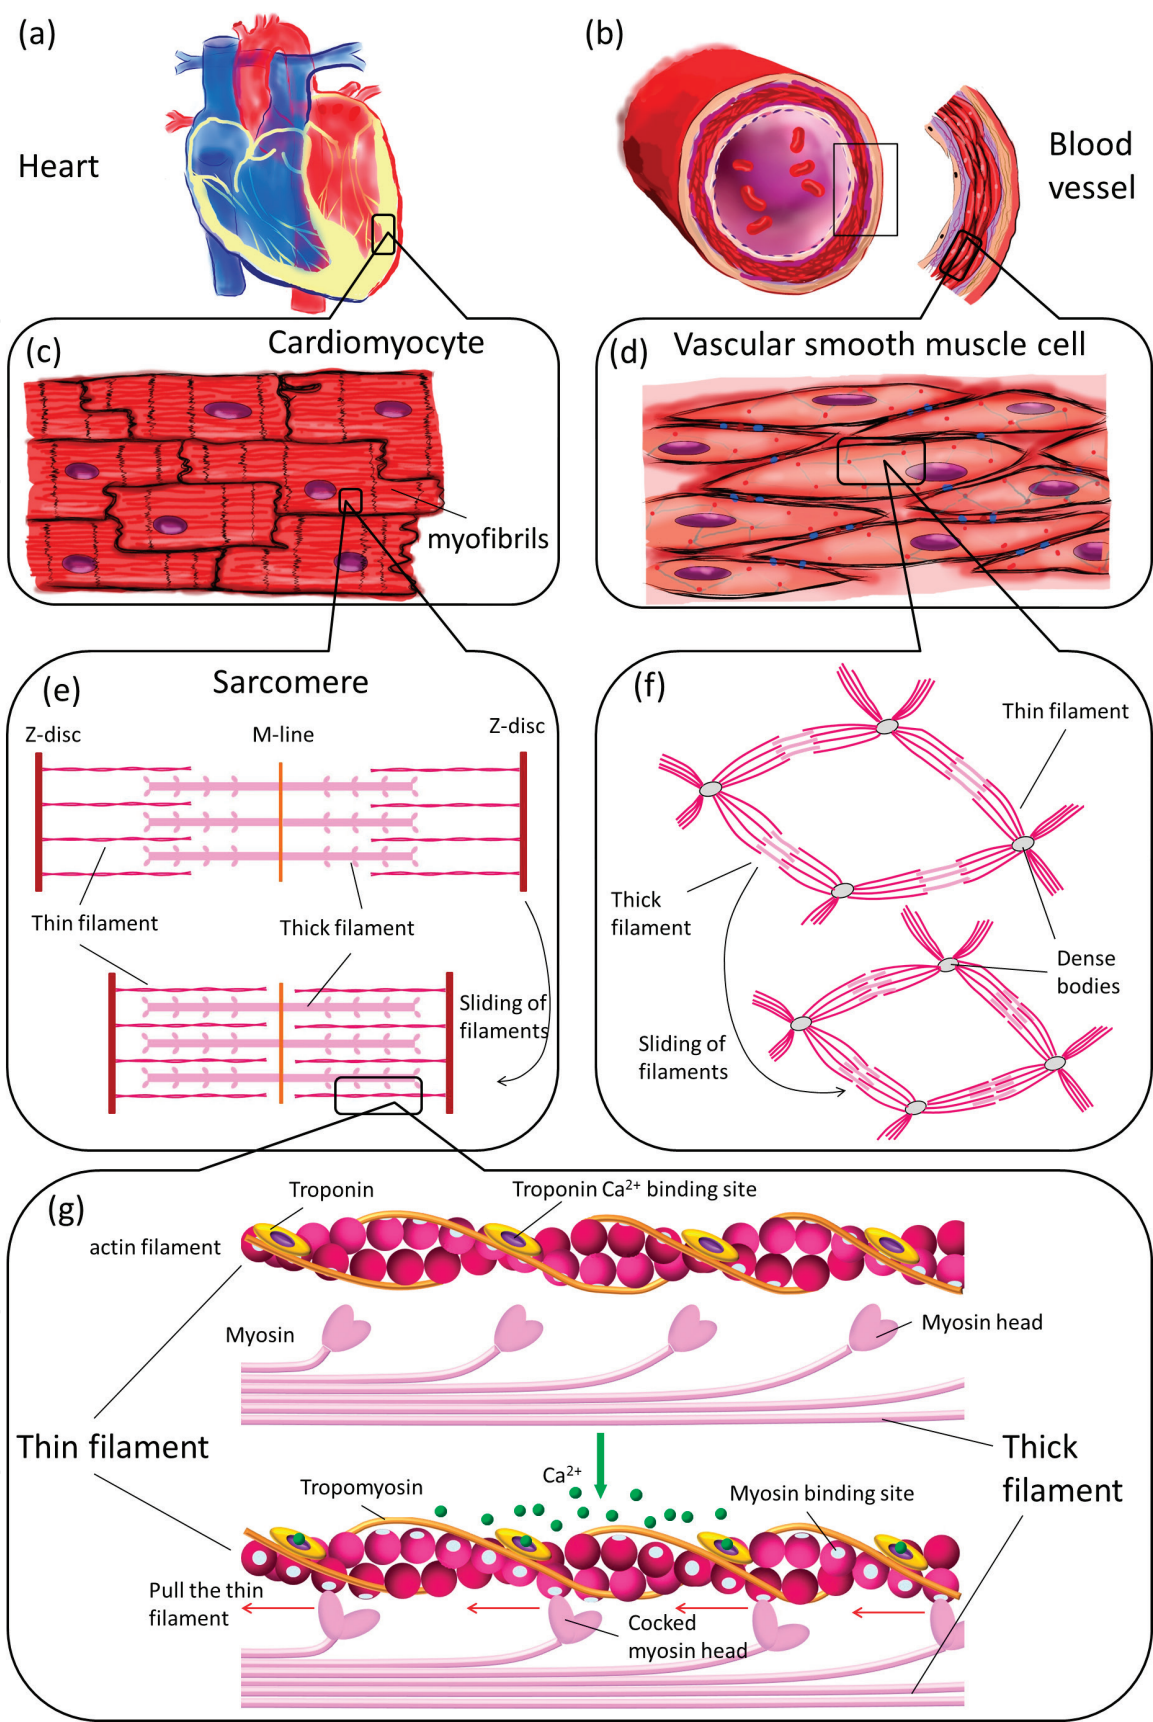 (a)
(b)
Heart
Blood
vessel
(c)
Cardiomyocyte
myofibrils
(d)
Vascular smooth muscle cell
(e)
Sarcomere
Z-disc
M-line
Z-disc
Thin filament
Thick filament
Sliding of
filaments
(f)
Thin filament
Thick
filament
Dense
bodies
Sliding of
filaments
(g)
Troponin
Troponin Ca²⁺ binding site
actin filament
Myosin
Myosin head
Thin filament
Thick
filament
Ca²⁺
Tropomyosin
Myosin binding site
Pull the thin
filament
Cocked
myosin head